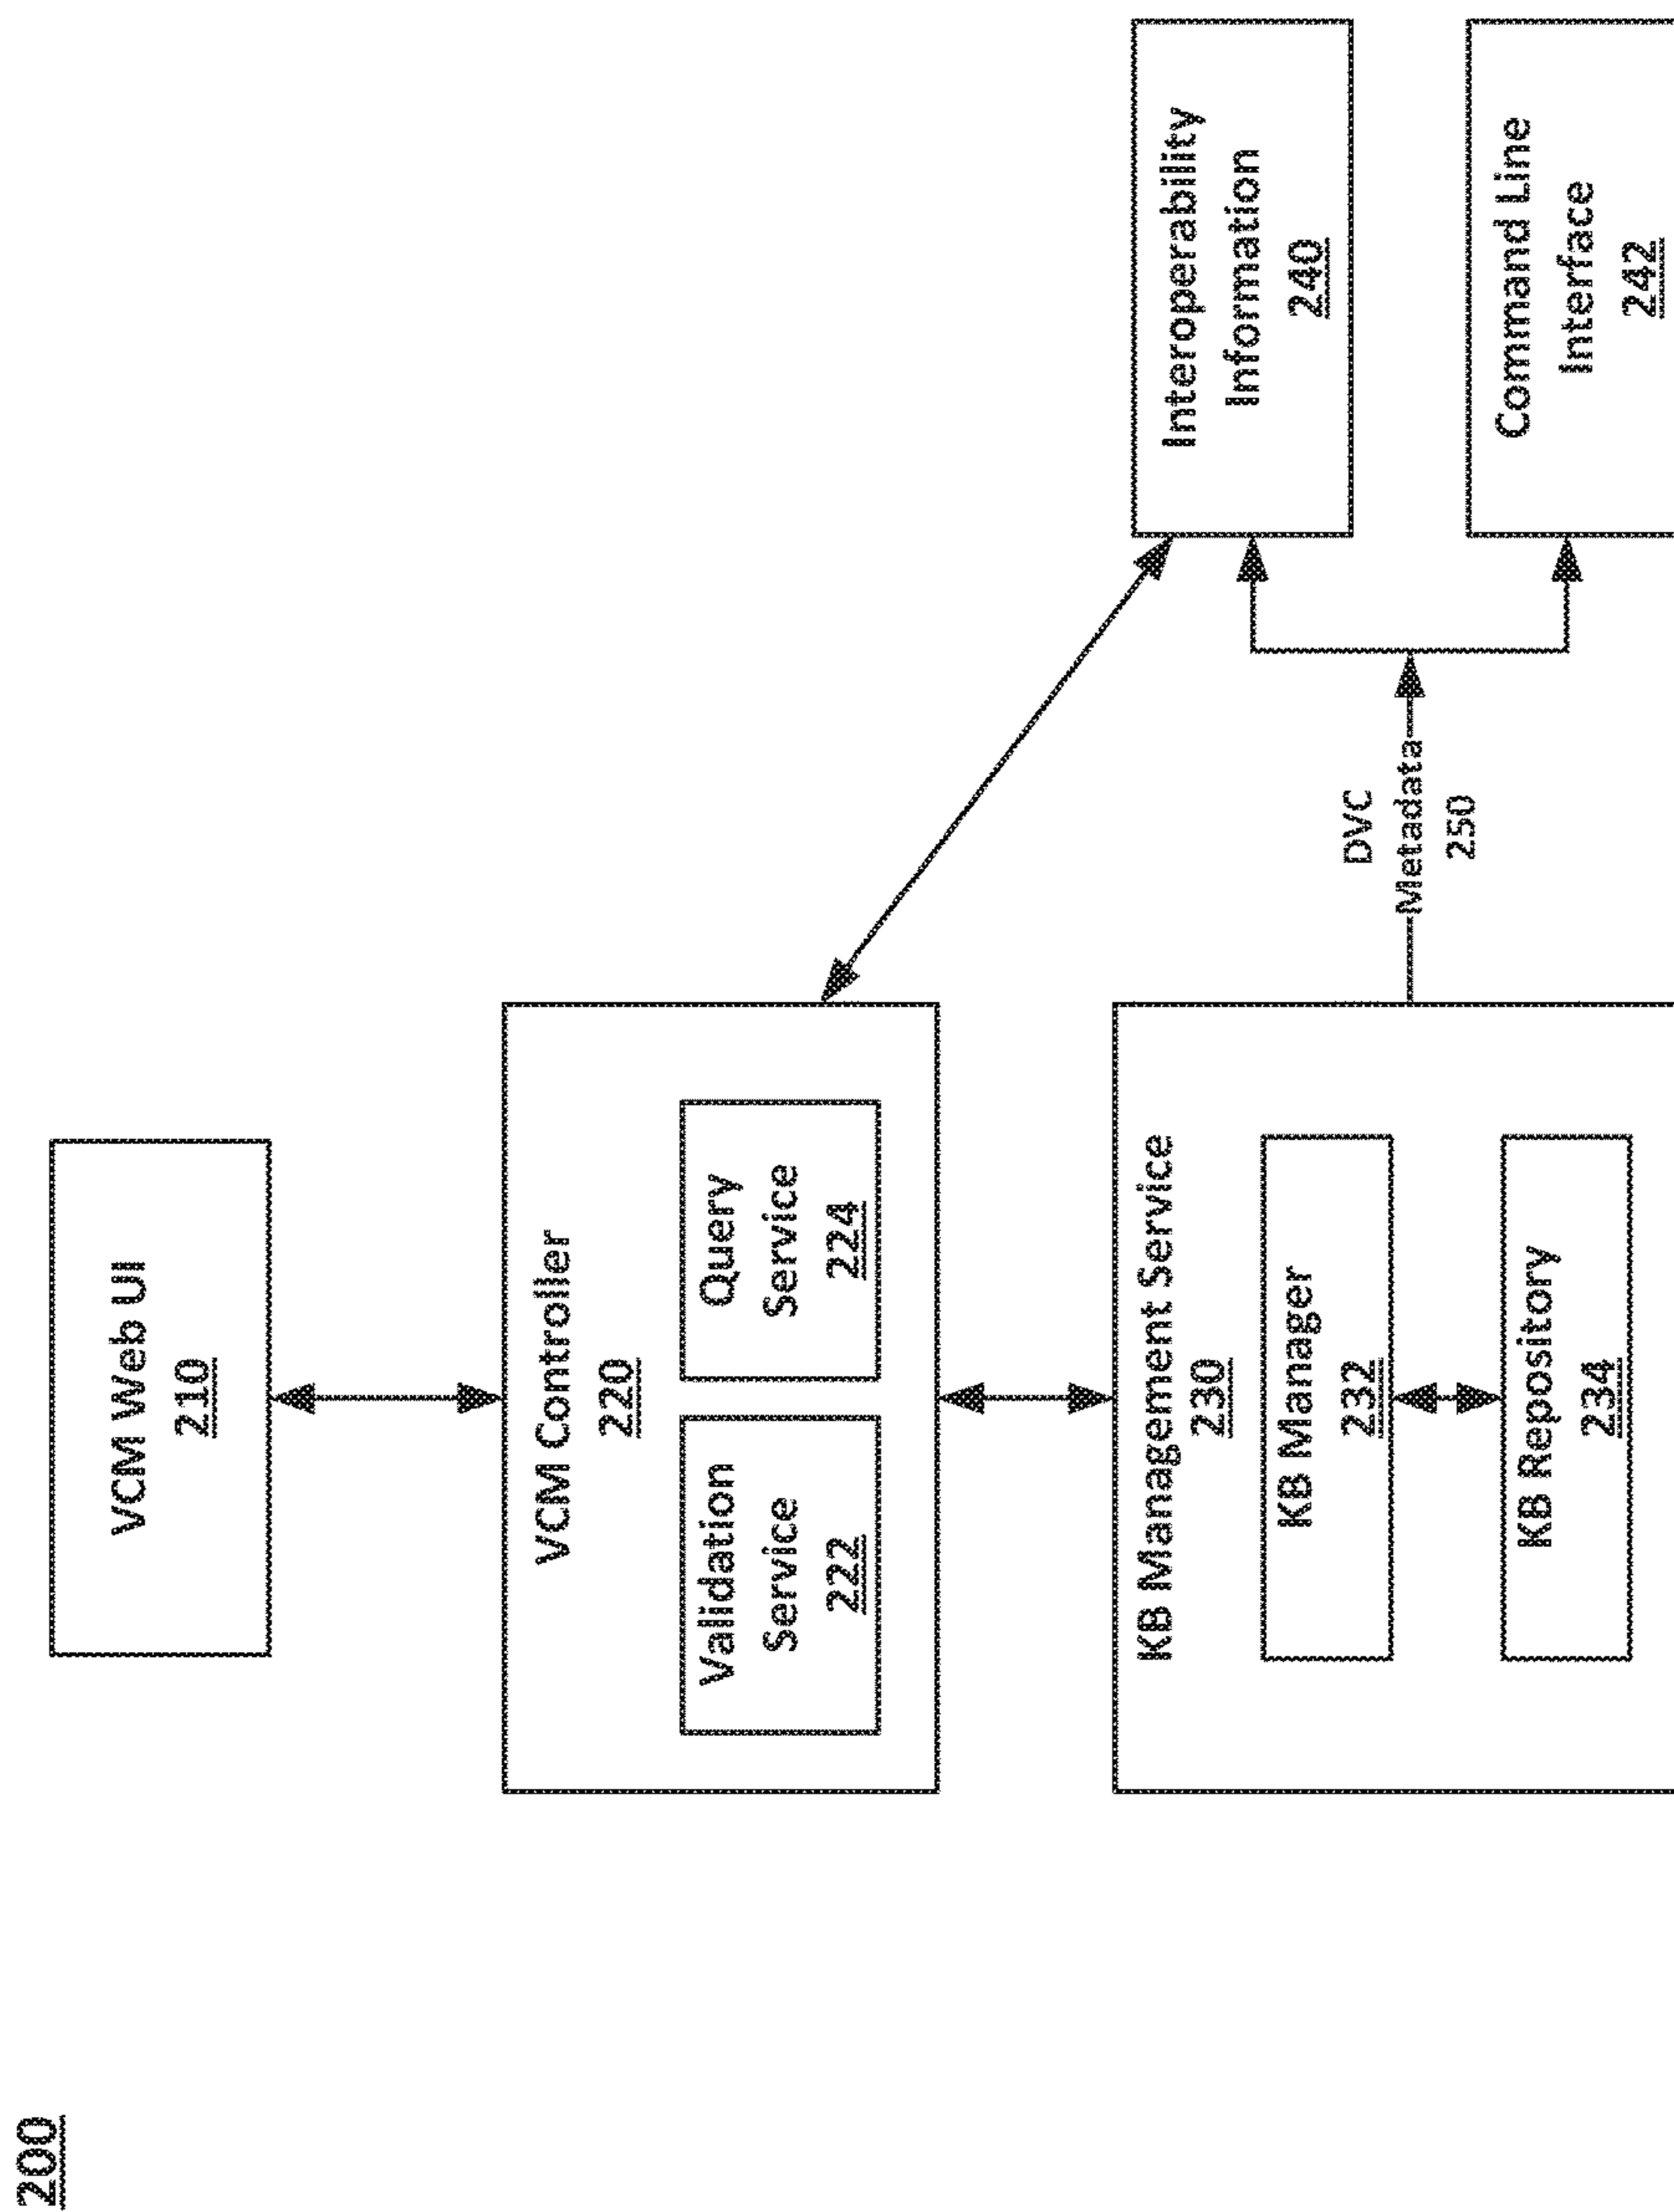 200
VCM Web UI
210
VCM Controller
220
Validation
Service
222
Query
Service
224
KB Management Service
230
KB Manager
232
KB Repository
234
DVC
Metadata
250
Interoperability
Information
240
Command Line
Interface
242